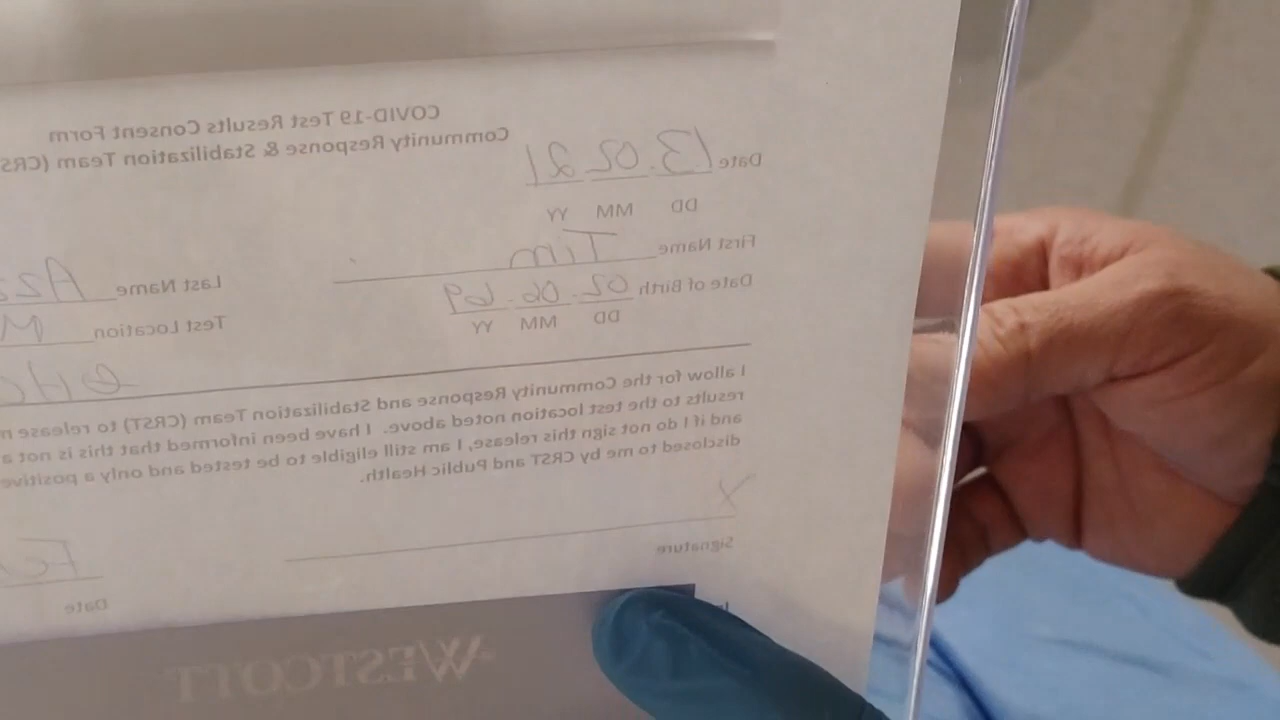 COVID-19 Test Results Consent Form
Community Response & Stabilization Team (CRS
Date 13.02.21
DD MM YY
First Name Tim
Last Name Azz
Date of Birth 02.06.69
Test Location M
DD MM YY
I allow for the Community Response and Stabilization Team (CRST) to release m
results to the test location noted above. I have been informed that this is not a
and if I do not sign this release, I am still eligible to be tested and only a positive
disclosed to me by CRST and Public Health.
X
Signature
Date
WESTCOTT